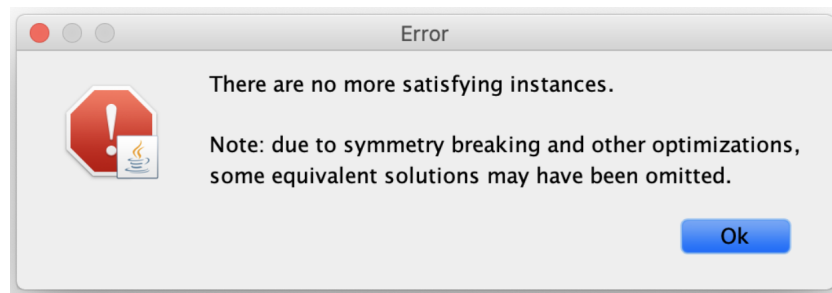 Error
There are no more satisfying instances.
Note: due to symmetry breaking and other optimizations,
some equivalent solutions may have been omitted.
Ok